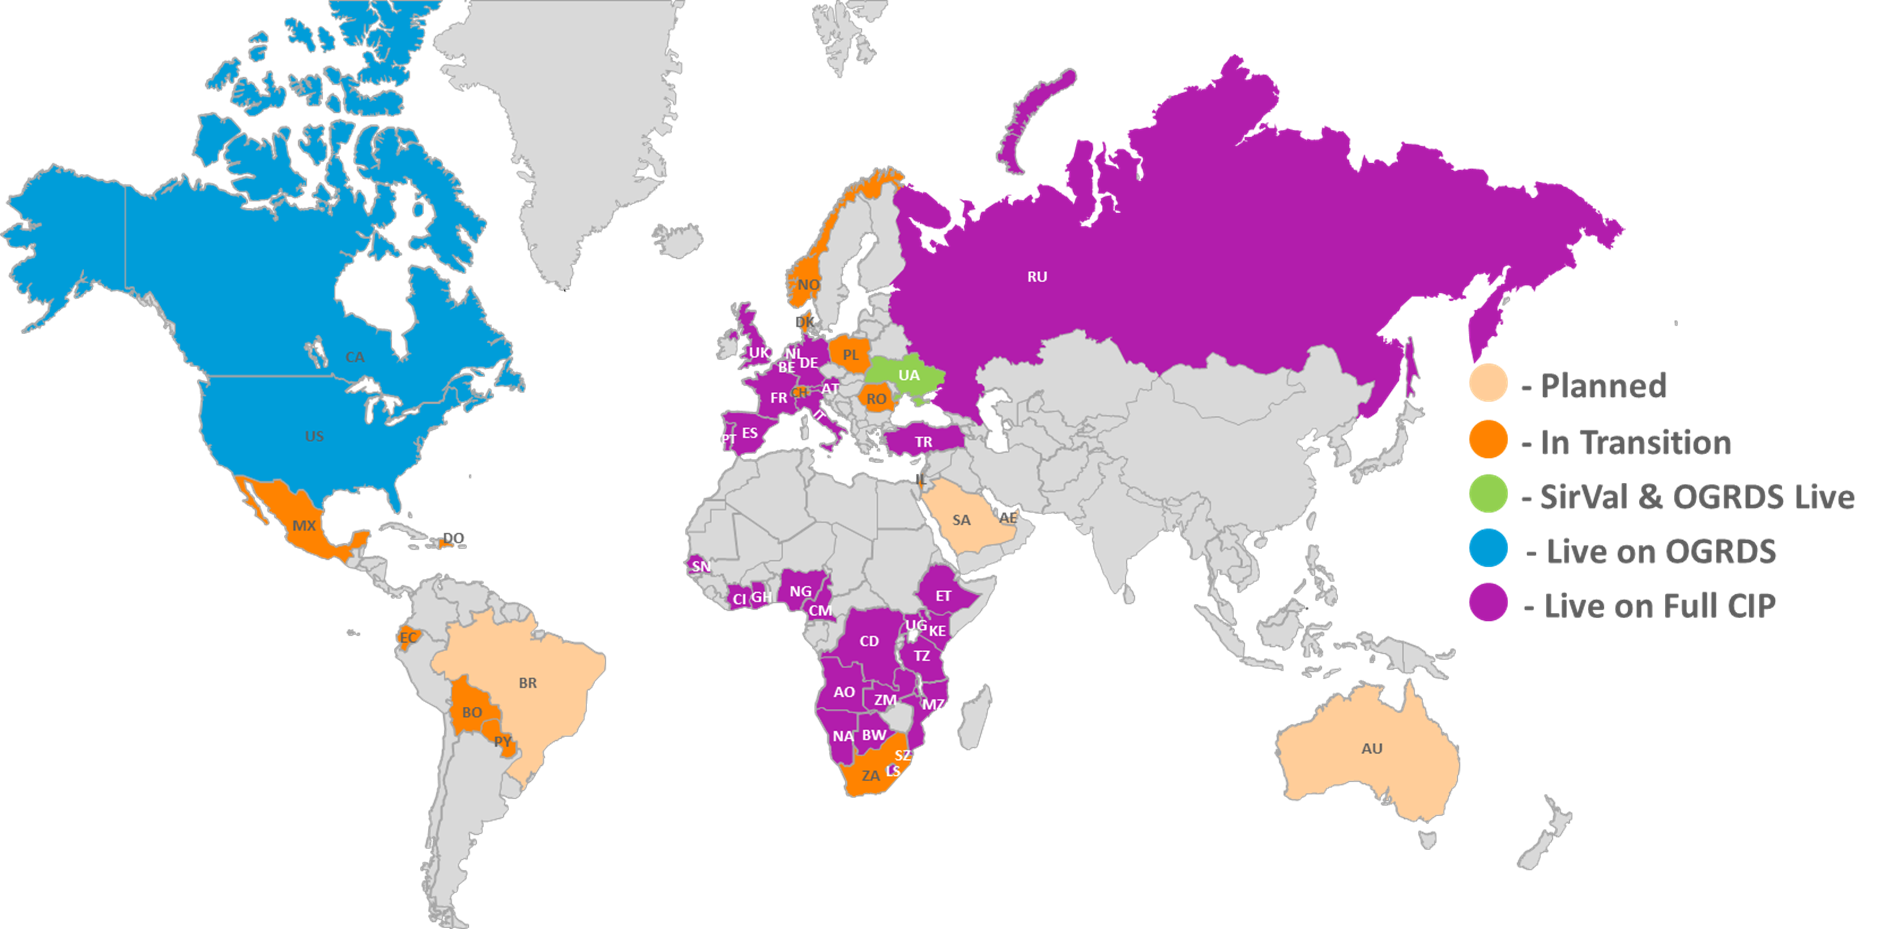 RU
NO
DK
UK
NL
BE
DE
PL
UA
FR
CH
AT
RO
IT
PT
ES
TR
IL
SA
AE
CA
US
MX
DO
EC
BR
BO
PY
SN
CI
GH
NG
CM
ET
CD
UG
KE
TZ
AO
ZM
MZ
NA
BW
SZ
LS
ZA
AU
- Planned
- In Transition
- SirVal & OGRDS Live
- Live on OGRDS
- Live on Full CIP